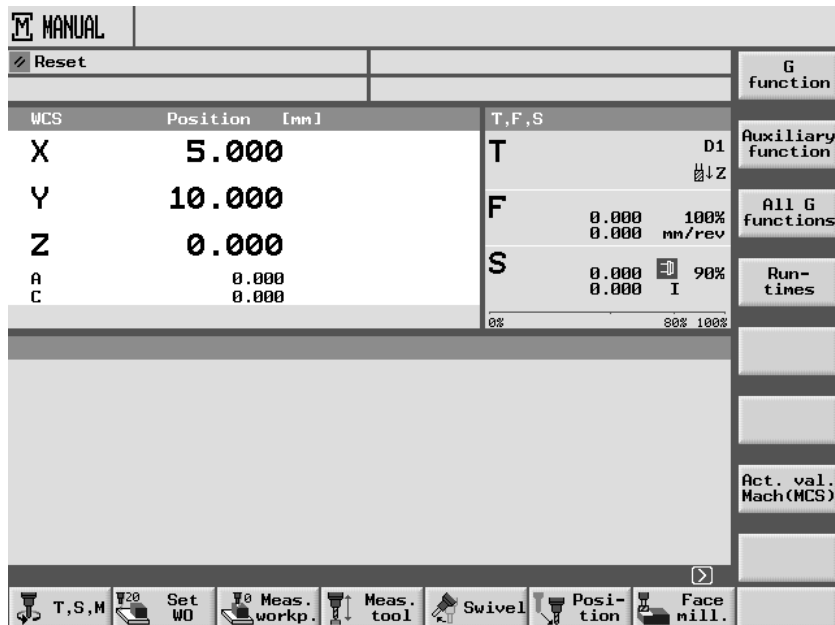 M MANUAL
Reset
WCS Position [mm]
X 5.000
Y 10.000
Z 0.000
A 0.000
C 0.000
T,F,S
T D1
↓Z
F 0.000 100%
0.000 mm/rev
S 0.000 90%
0.000 I
0% 80% 100%
G
function
Auxiliary
function
All G
functions
Run-
times
Act. val.
Mach(MCS)
T,S,M
T20 Set
WO
T0 Meas.
workp.
Meas.
tool
Swivel
Posi-
tion
Face
mill.